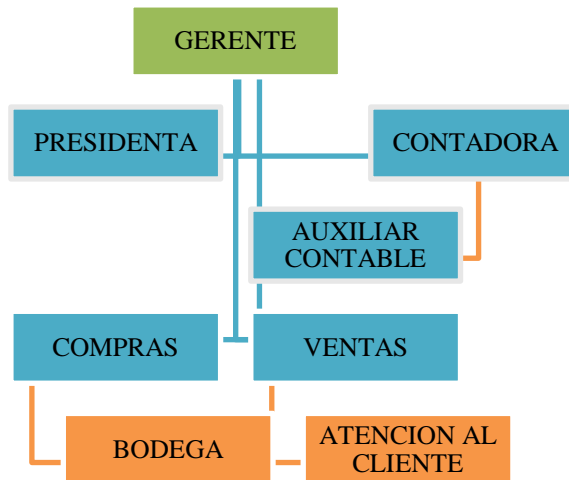 GERENTE
PRESIDENTA
CONTADORA
AUXILIAR
CONTABLE
COMPRAS
VENTAS
BODEGA
ATENCION AL
CLIENTE